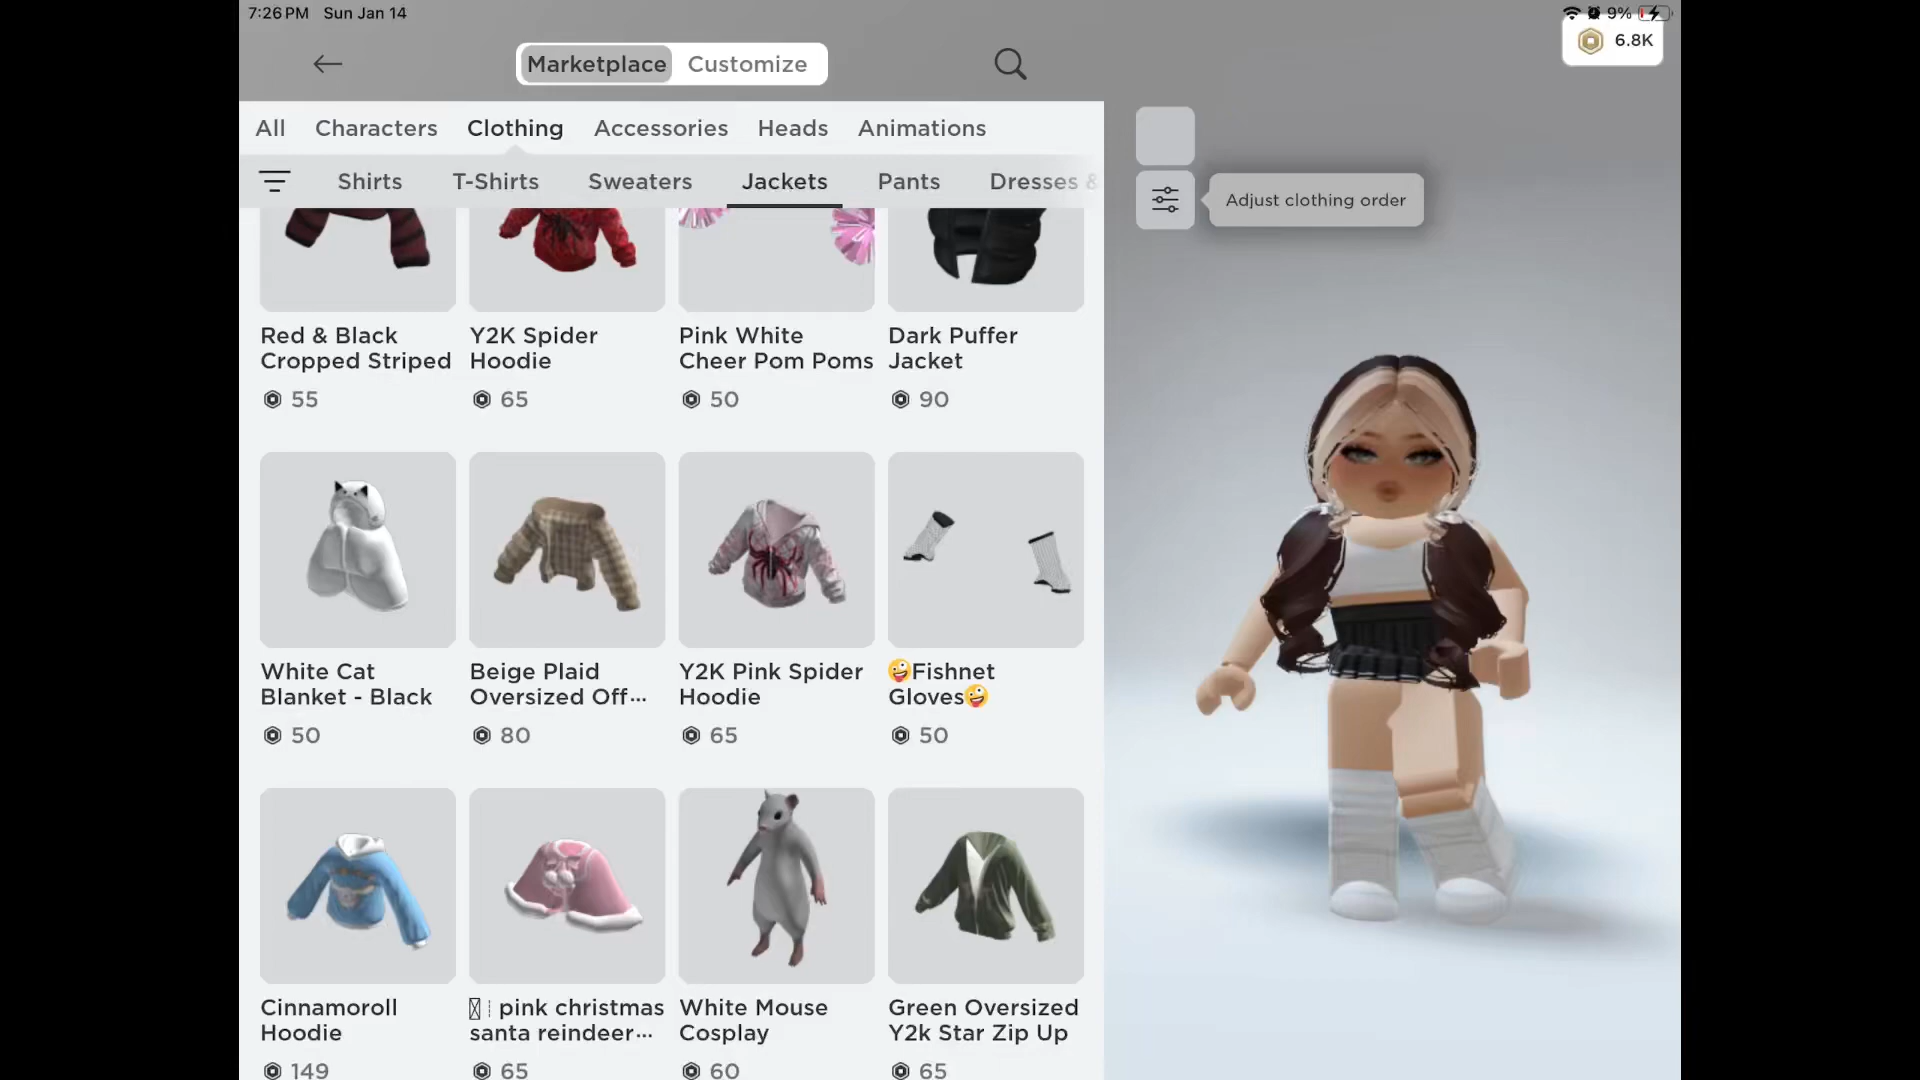 7:26 PM Sun Jan 14
9%
6.8K
Marketplace Customize
All Characters Clothing Accessories Heads Animations
Shirts T-Shirts Sweaters Jackets Pants Dresses &
Adjust clothing order
Red & Black
Cropped Striped
55
Y2K Spider
Hoodie
65
Pink White
Cheer Pom Poms
50
Dark Puffer
Jacket
90
White Cat
Blanket - Black
50
Beige Plaid
Oversized Off...
80
Y2K Pink Spider
Hoodie
65
🤪Fishnet
Gloves🤪
50
Cinnamoroll
Hoodie
149
pink christmas
santa reindeer...
65
White Mouse
Cosplay
60
Green Oversized
Y2k Star Zip Up
65